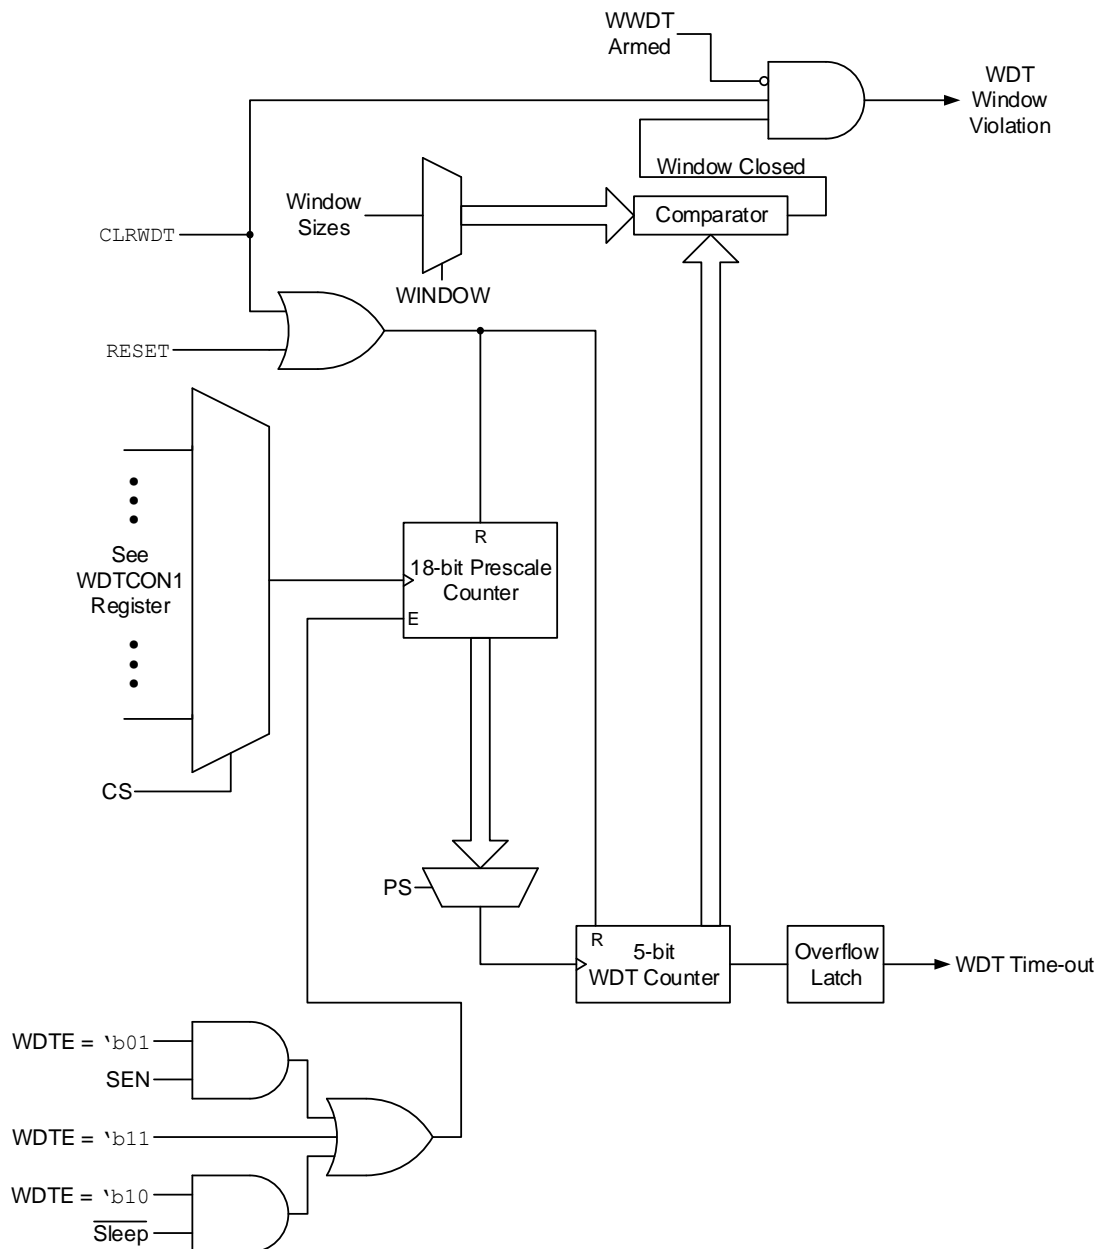 WWDT
Armed
WDT
Window
Violation
Window Closed
Window
Sizes
Comparator
CLRWDT
WINDOW
RESET
R
18-bit Prescale
Counter
E
See
WDTCON1
Register
CS
PS
R
5-bit
WDT Counter
Overflow
Latch
WDT Time-out
WDTE = ‘b01
SEN
WDTE = ‘b11
WDTE = ‘b10
Sleep